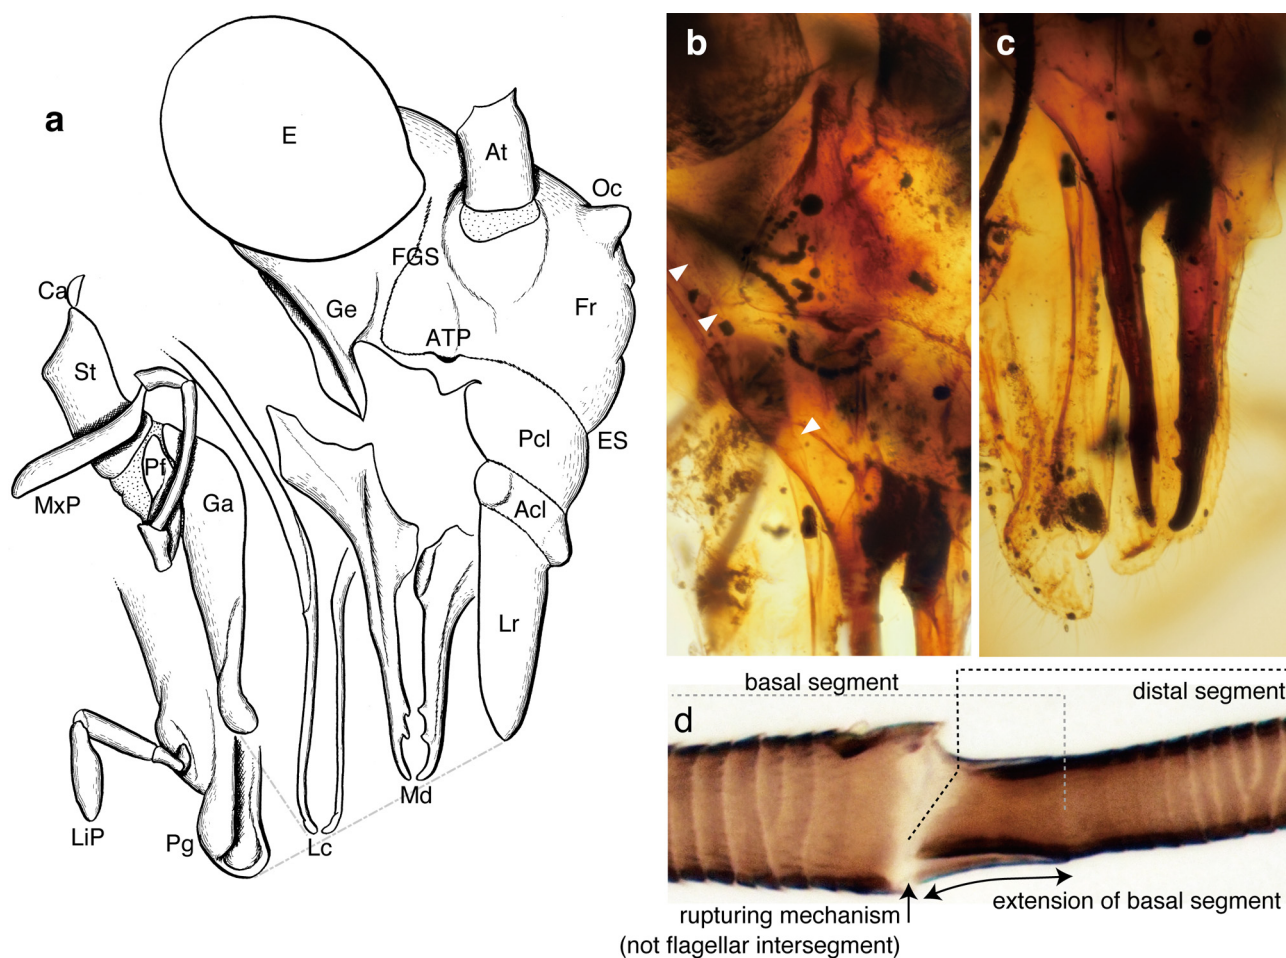 a
E
At
Oc
FGS
Ca
Ge
Fr
ATP
St
Pcl
ES
Pf
MxP
Ga
Acl
Lr
Md
LiP
Pg
Lc
b
c
d
basal segment
distal segment
rupturing mechanism
(not flagellar intersegment)
extension of basal segment